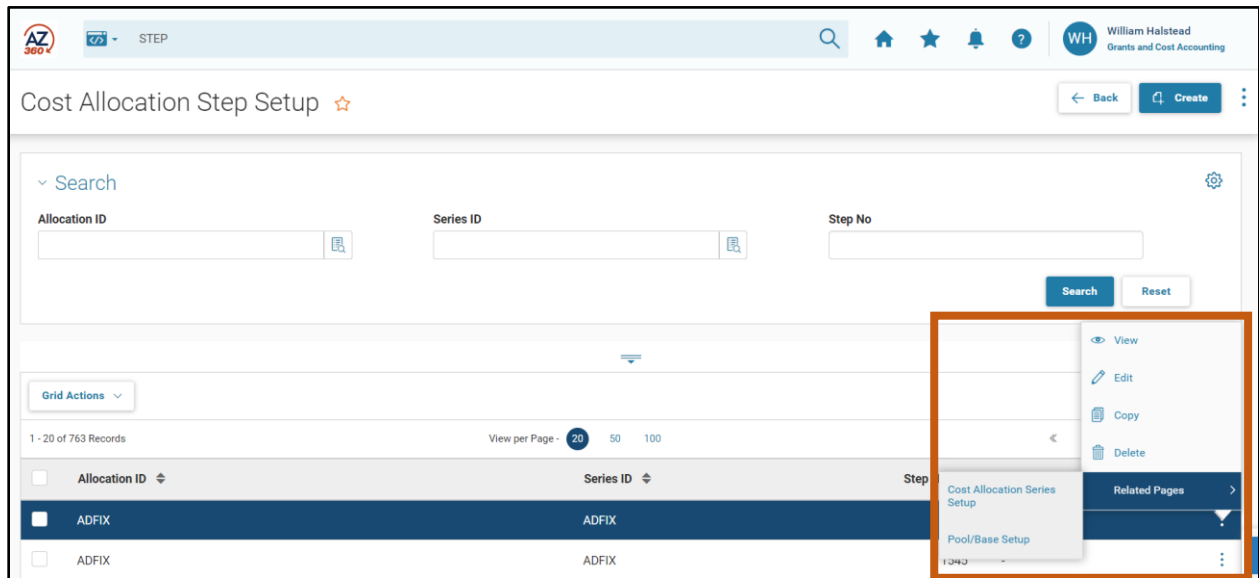 AZ
360
STEP
?
WH
William Halstead
Grants and Cost Accounting
Cost Allocation Step Setup
Back
Create
Search
Allocation ID
Series ID
Step No
Search
Reset
View
Edit
Copy
Delete
Related Pages
Cost Allocation Series
Setup
Pool/Base Setup
Grid Actions
1 - 20 of 763 Records
View per Page - 20 50 100
Allocation ID
Series ID
Step
ADFIX
ADFIX
ADFIX
ADFIX
1545 -